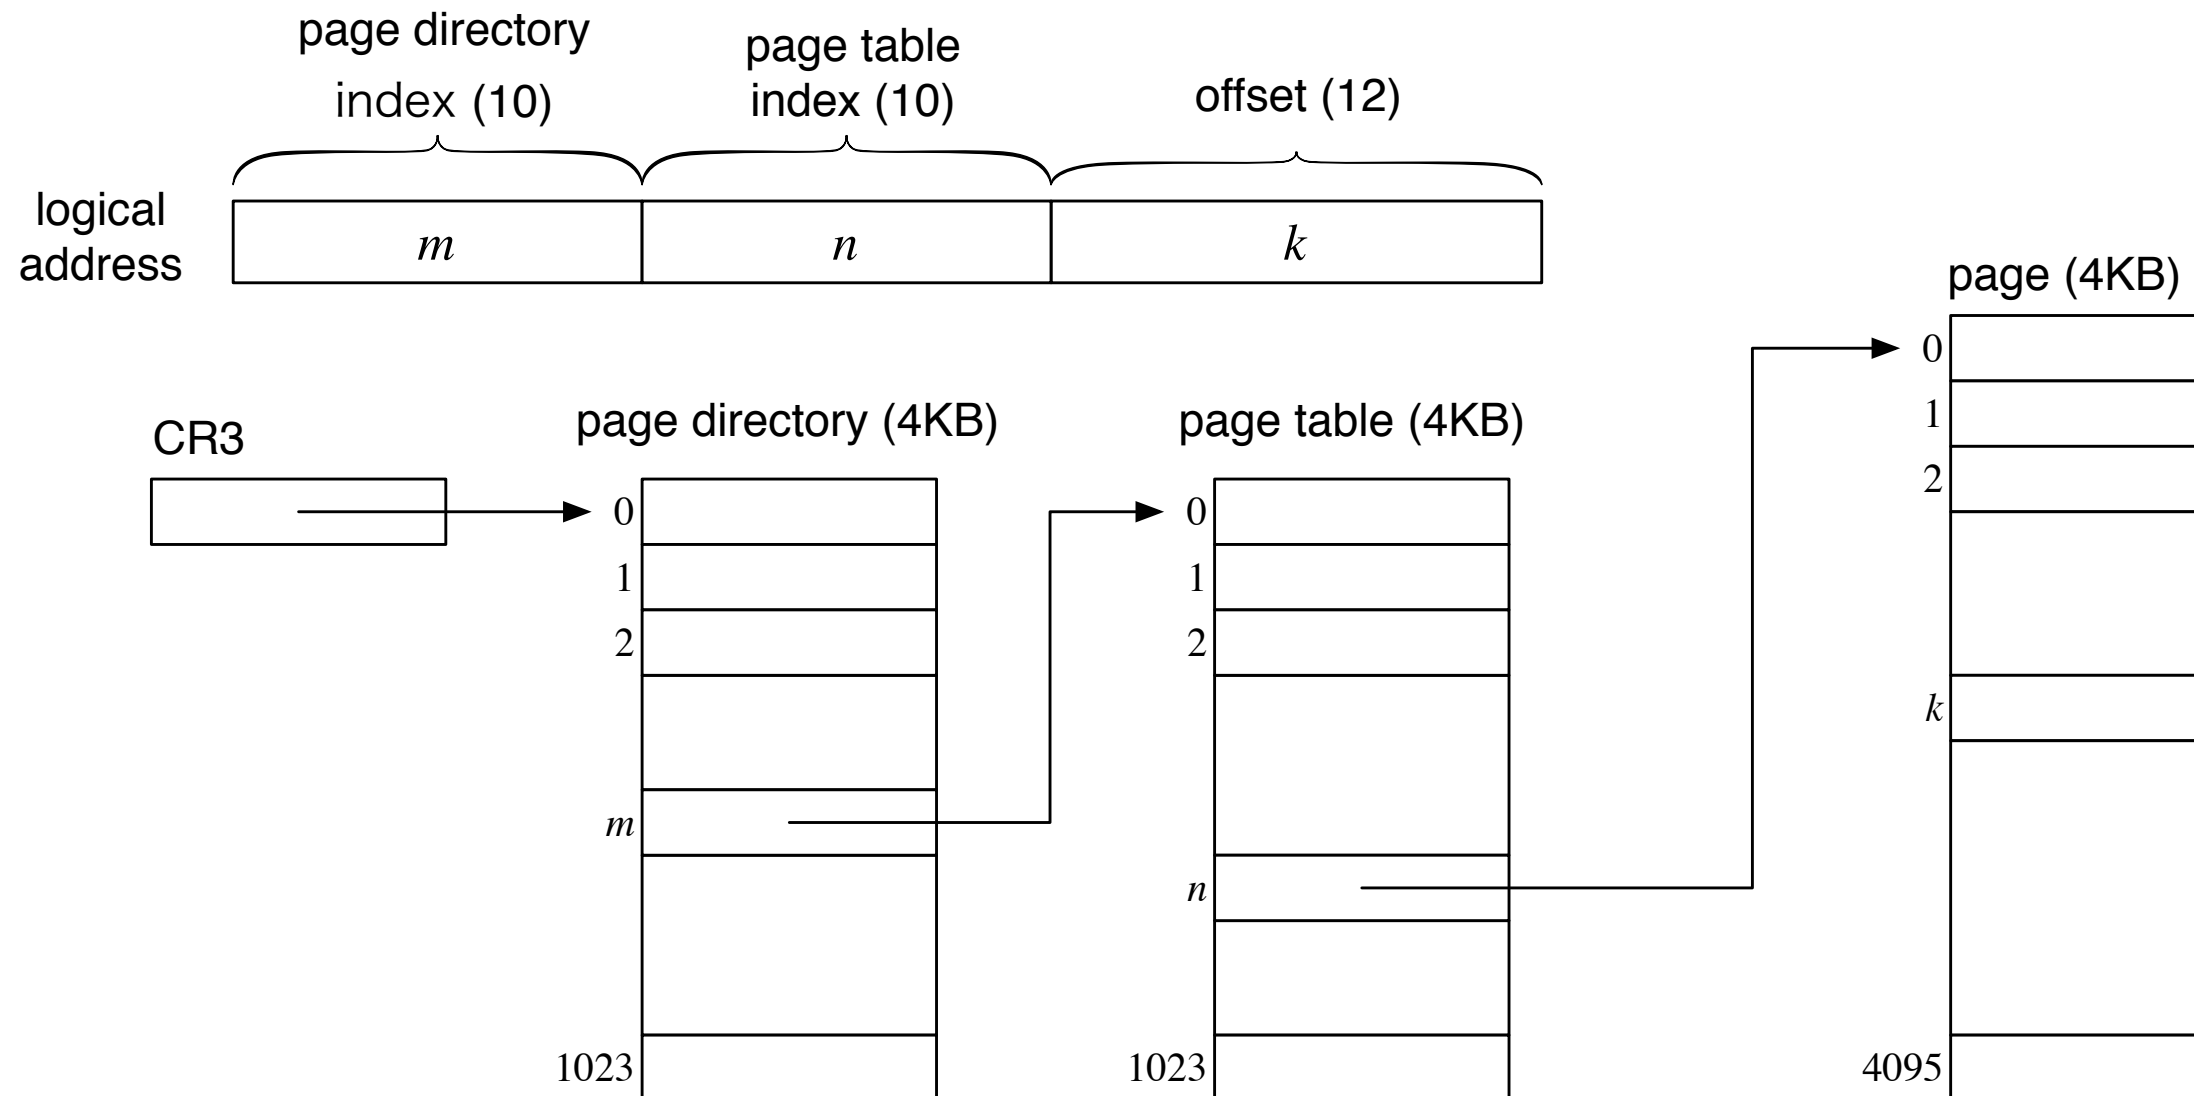 page directory
index (10)
page table
index (10)
offset (12)
logical
address
m
n
k
page (4KB)
0
1
2
k
4095
CR3
page directory (4KB)
0
1
2
m
1023
page table (4KB)
0
1
2
n
1023